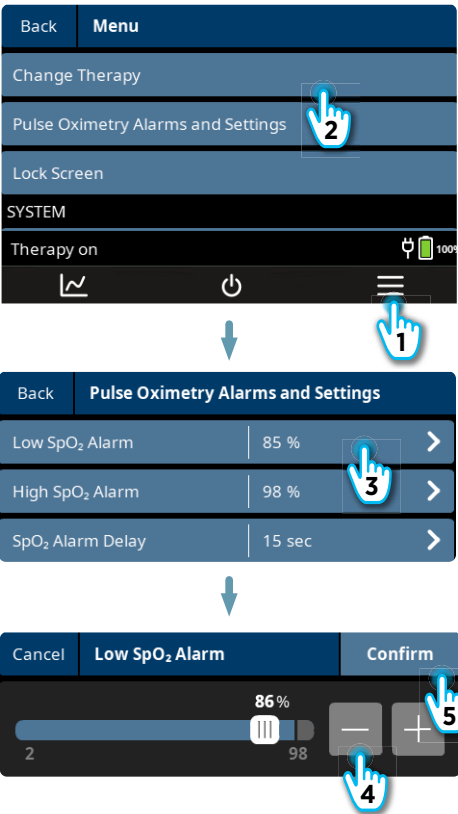 Back Menu
Change Therapy
Pulse Oximetry Alarms and Settings
2
Lock Screen
SYSTEM
Therapy on 100%
1
Back Pulse Oximetry Alarms and Settings
Low SpO₂ Alarm 85 %
3
High SpO₂ Alarm 98 %
SpO₂ Alarm Delay 15 sec
Cancel Low SpO₂ Alarm Confirm
86 %
5
2 98
4